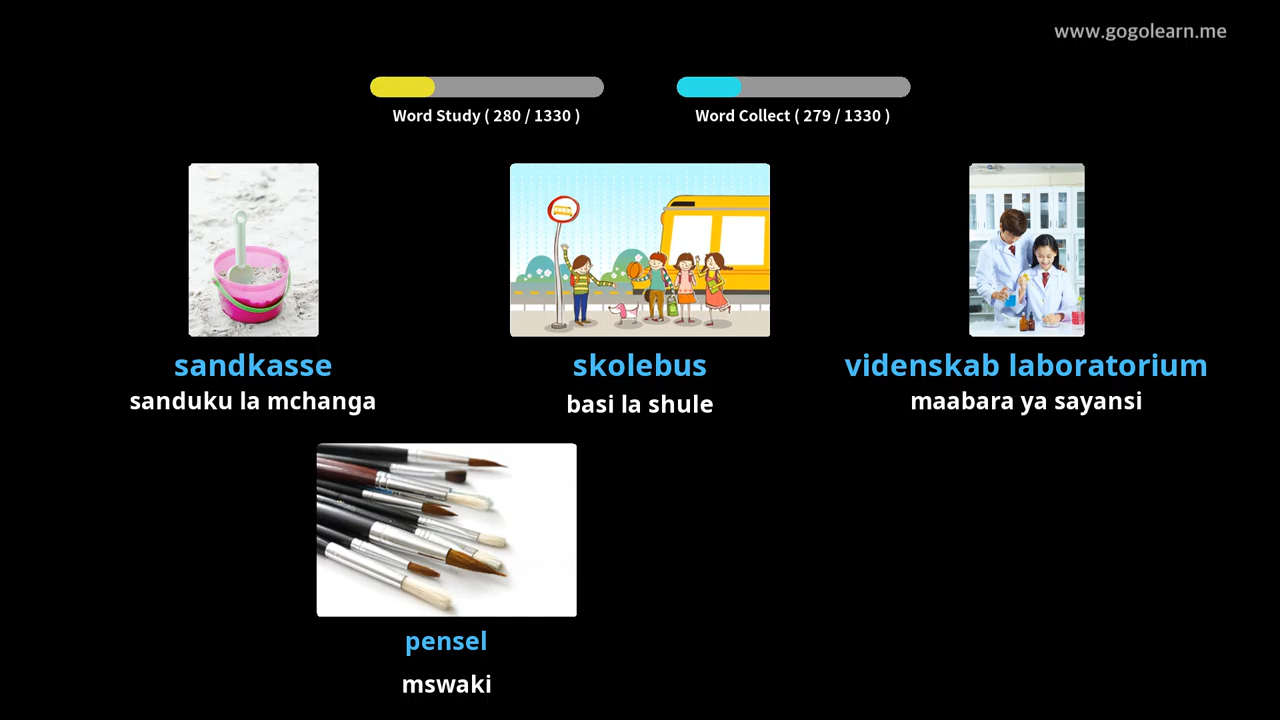 www.gogolearn.me
Word Study ( 280 / 1330 )
Word Collect ( 279 / 1330 )
sandkasse
sanduku la mchanga
skolebus
basi la shule
videnskab laboratorium
maabara ya sayansi
pensel
mswaki